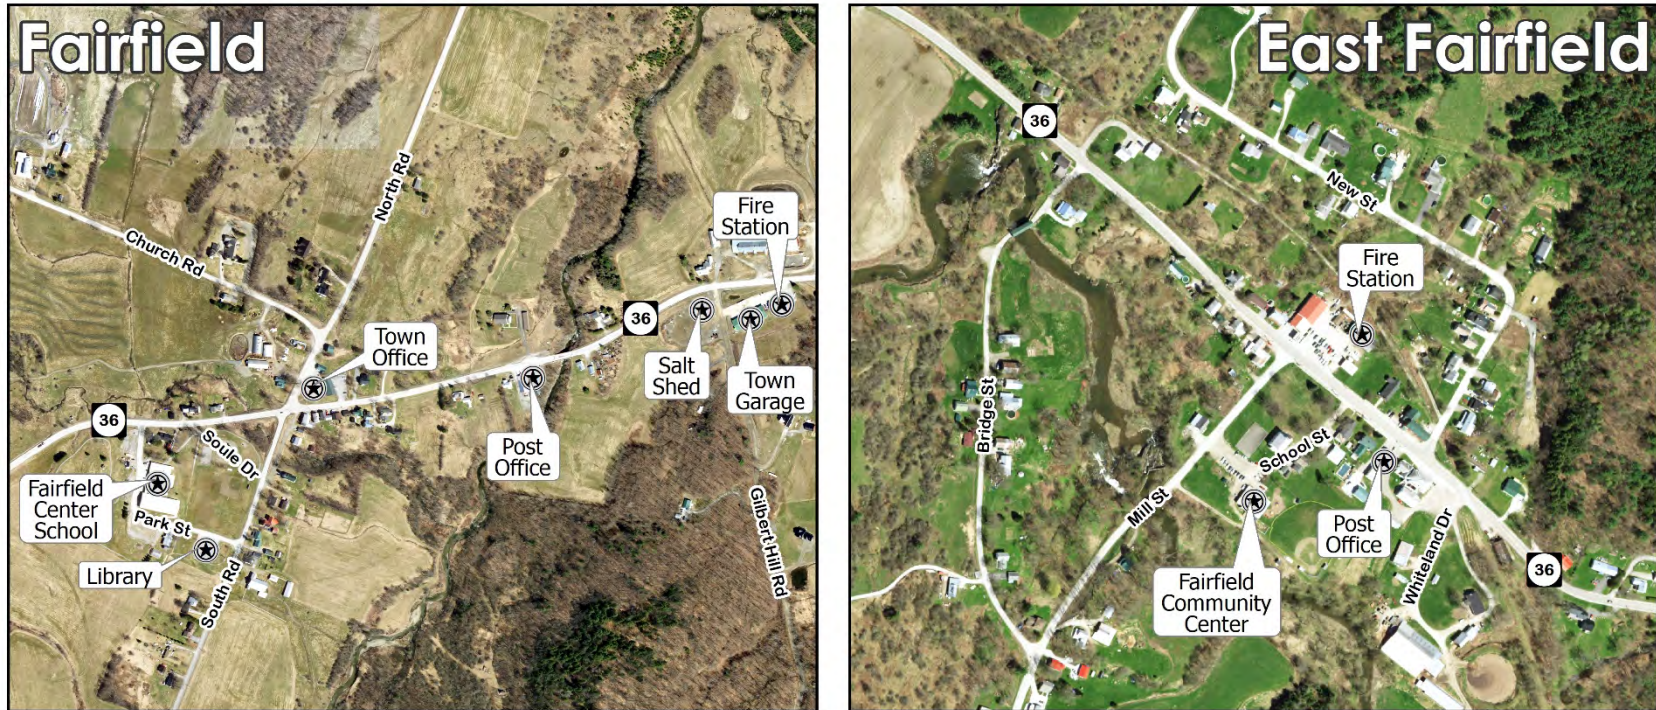 Fairfield
North Rd
Church Rd
Fire
Station
36
Town
Office
Salt
Shed
Town
Garage
36
Soule Dr
Post
Office
Fairfield
Center
School
Park St
Library
South Rd
Gilbert Hill Rd
East Fairfield
36
New St
Fire
Station
Bridge St
School St
Mill St
Post
Office
Whiteland Dr
Fairfield
Community
Center
36